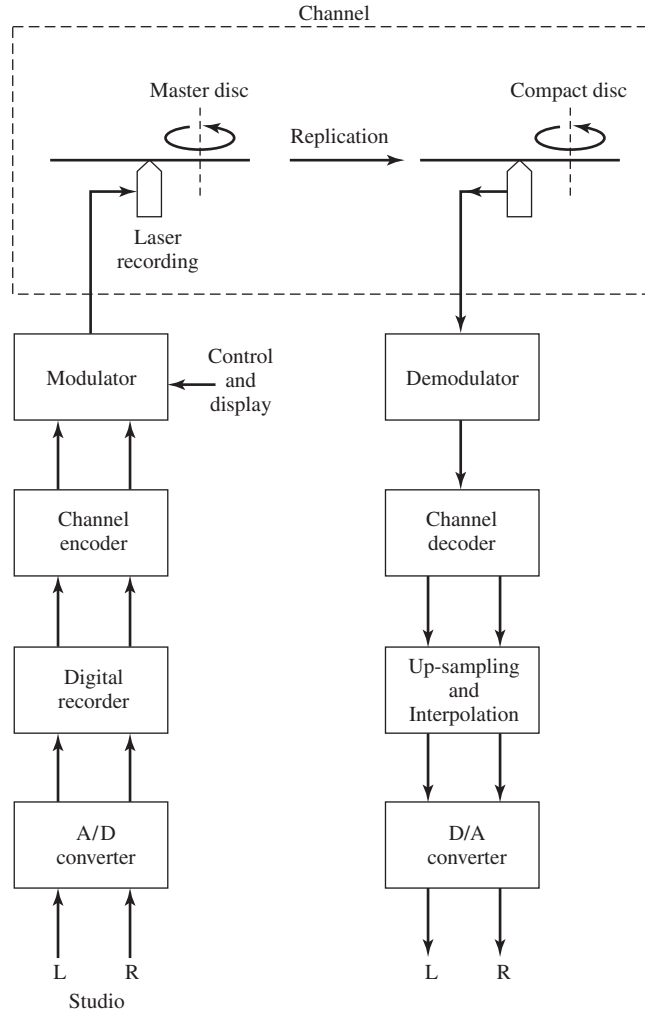 Channel
Master disc
Compact disc
Replication
Laser
recording
Modulator
Control
and
display
Demodulator
Channel
encoder
Channel
decoder
Digital
recorder
Up-sampling
and
Interpolation
A/D
converter
D/A
converter
L
R
L
R
Studio